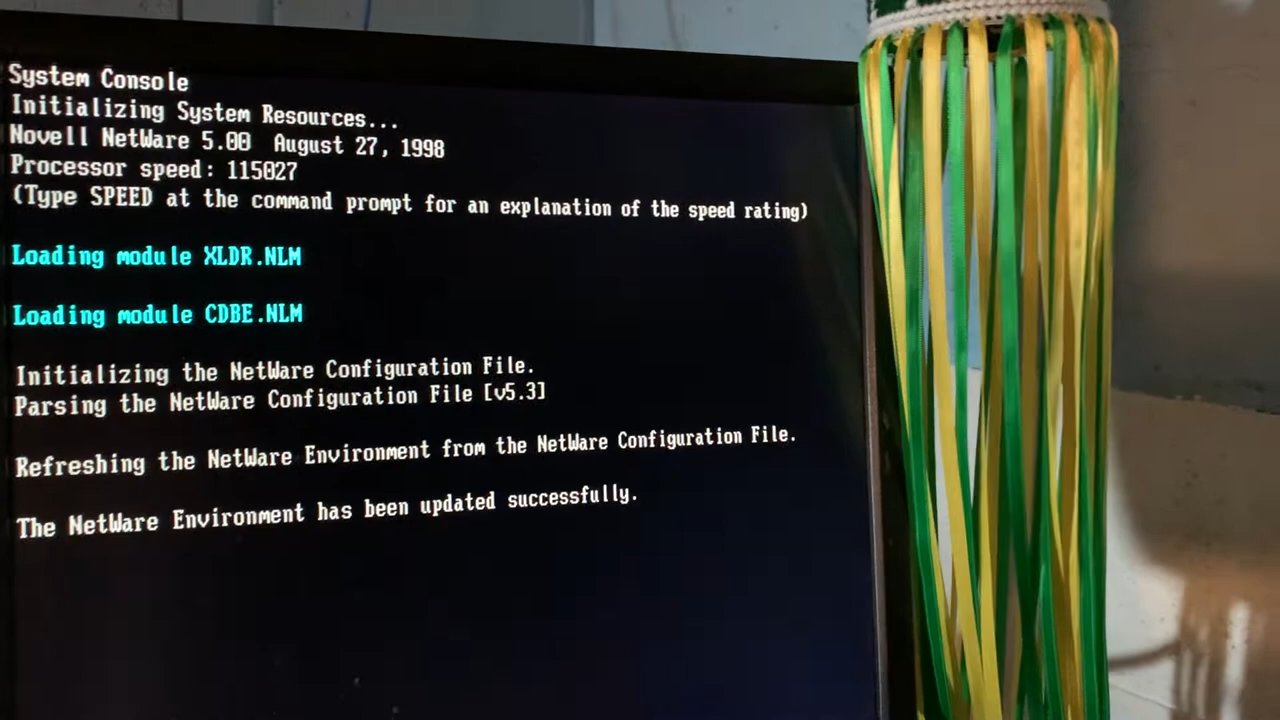 System Console
Initializing System Resources...
Novell NetWare 5.00  August 27, 1998
Processor speed: 115027
(Type SPEED at the command prompt for an explanation of the speed rating)
Loading module XLDR.NLM
Loading module CDBE.NLM
Initializing the NetWare Configuration File.
Parsing the NetWare Configuration File [v5.3]
Refreshing the NetWare Environment from the NetWare Configuration File.
The NetWare Environment has been updated successfully.